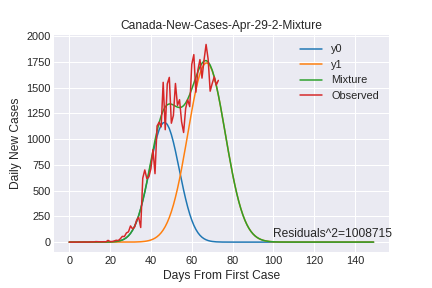 Canada-New-Cases-Apr-29-2-Mixture
2000
1750
1500
1250
1000
750
500
250
0
Daily New Cases
y0
y1
Mixture
Observed
Residuals^2=1008715
0 20 40 60 80 100 120 140
Days From First Case